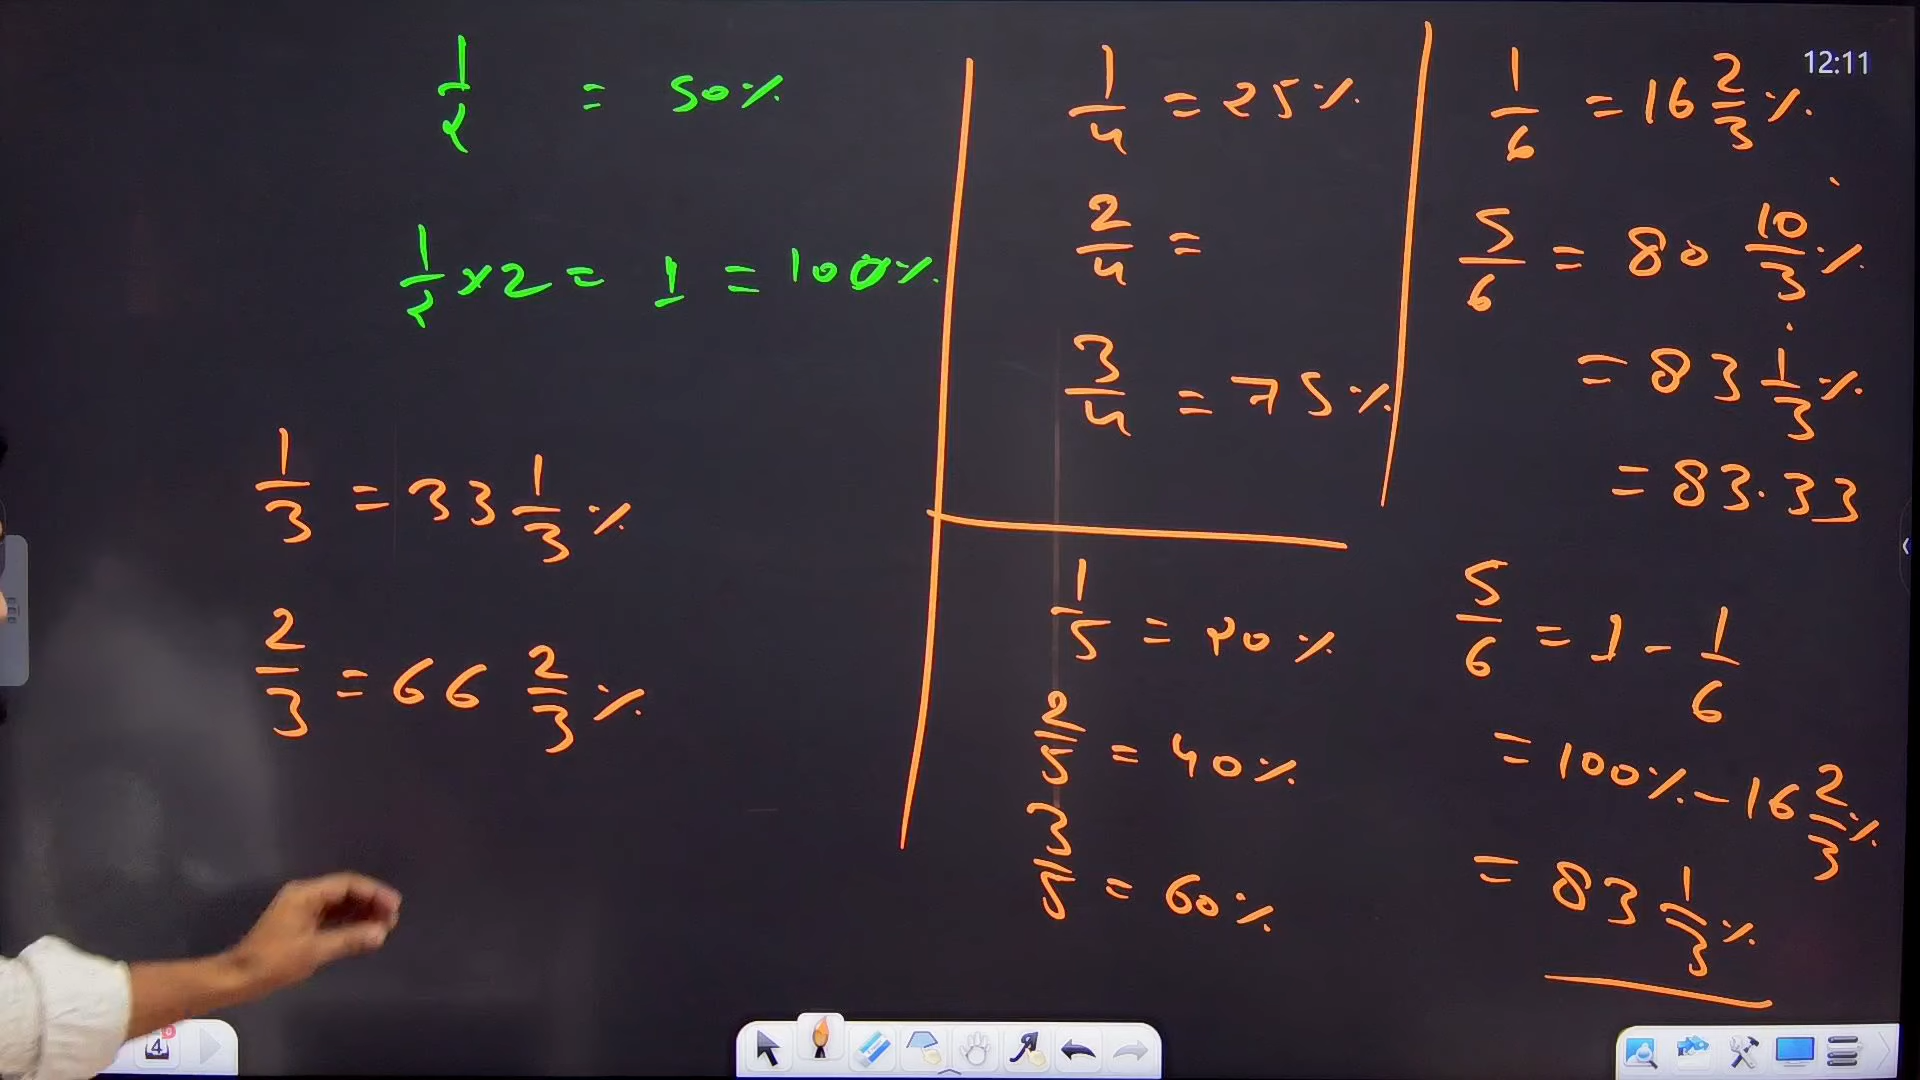 1/2 = 50%
1/2 × 2 = 1 = 100%
1/3 = 33 1/3 %
2/3 = 66 2/3 %
1/4 = 25%
2/4 =
3/4 = 75%
1/5 = 20%
2/5 = 40%
3/5 = 60%
12:11
1/6 = 16 2/3 %
5/6 = 80 10/3 %
= 83 1/3 %
= 83.33
5/6 = 1 - 1/6
= 100% - 16 2/3 %
= 83 1/3 %
4